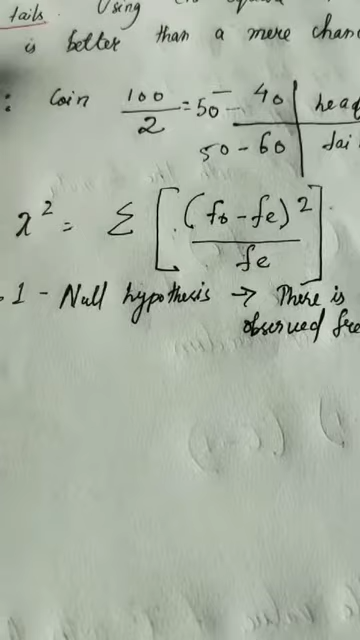 tails. Using
is better than a mere chan
: Coin 100/2 = 50 - 40 | head
50 - 60 | tai
χ² = Σ [ (fo - fe)² / fe ]
. 1 - Null hypothesis → There is
observed fre